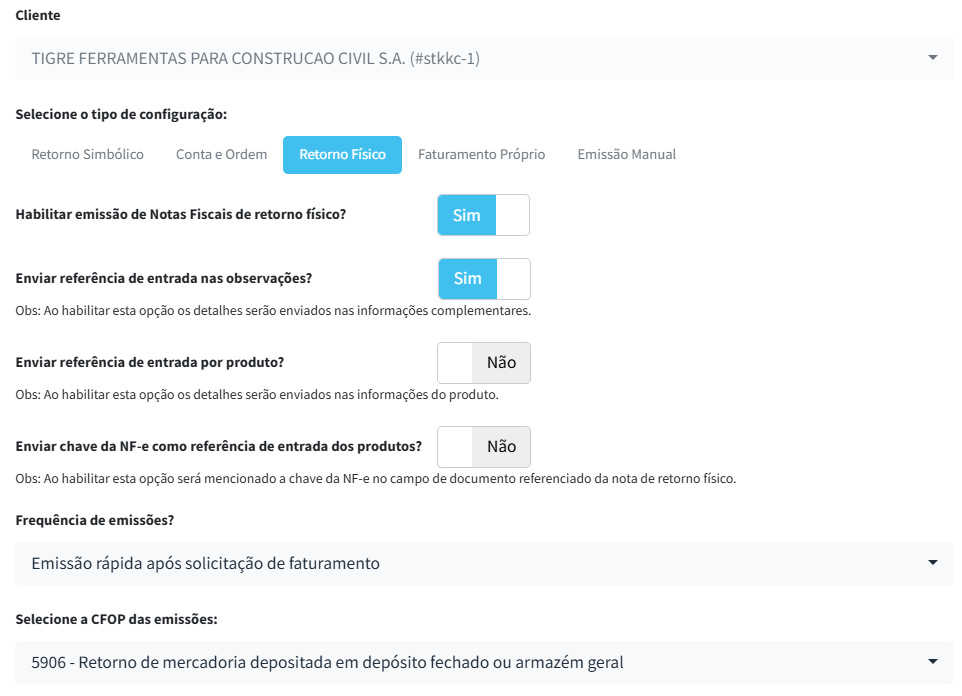 Cliente
TIGRE FERRAMENTAS PARA CONSTRUCAO CIVIL S.A. (#stkkc-1)
Selecione o tipo de configuração:
Retorno Simbólico Conta e Ordem Retorno Físico Faturamento Próprio Emissão Manual
Habilitar emissão de Notas Fiscais de retorno físico? Sim
Enviar referência de entrada nas observações? Sim
Obs: Ao habilitar esta opção os detalhes serão enviados nas informações complementares.
Enviar referência de entrada por produto? Não
Obs: Ao habilitar esta opção os detalhes serão enviados nas informações do produto.
Enviar chave da NF-e como referência de entrada dos produtos? Não
Obs: Ao habilitar esta opção será mencionado a chave da NF-e no campo de documento referenciado da nota de retorno físico.
Frequência de emissões?
Emissão rápida após solicitação de faturamento
Selecione a CFOP das emissões:
5906 - Retorno de mercadoria depositada em depósito fechado ou armazém geral